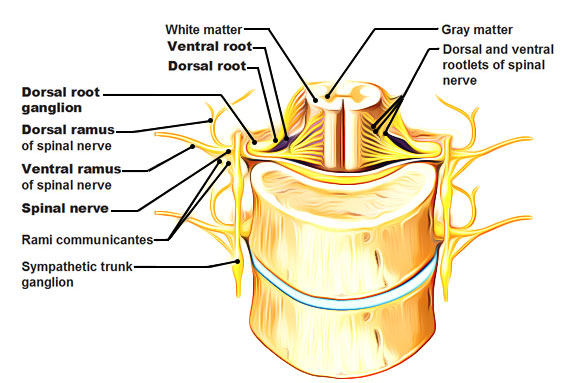 White matter
Ventral root
Dorsal root
Dorsal root
ganglion
Dorsal ramus
of spinal nerve
Ventral ramus
of spinal nerve
Spinal nerve
Rami communicantes
Sympathetic trunk
ganglion
Gray matter
Dorsal and ventral
rootlets of spinal
nerve